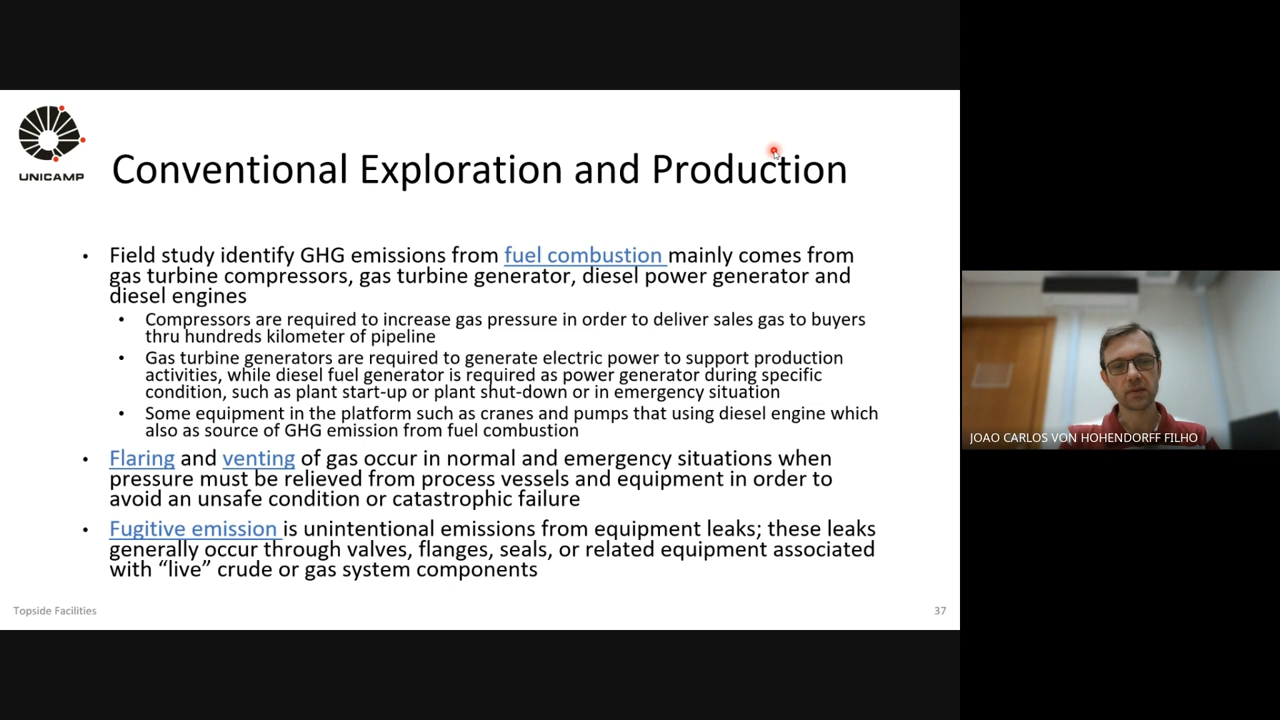 UNICAMP
Conventional Exploration and Production
• Field study identify GHG emissions from fuel combustion mainly comes from
gas turbine compressors, gas turbine generator, diesel power generator and
diesel engines
• Compressors are required to increase gas pressure in order to deliver sales gas to buyers
thru hundreds kilometer of pipeline
• Gas turbine generators are required to generate electric power to support production
activities, while diesel fuel generator is required as power generator during specific
condition, such as plant start-up or plant shut-down or in emergency situation
• Some equipment in the platform such as cranes and pumps that using diesel engine which
also as source of GHG emission from fuel combustion
• Flaring and venting of gas occur in normal and emergency situations when
pressure must be relieved from process vessels and equipment in order to
avoid an unsafe condition or catastrophic failure
• Fugitive emission is unintentional emissions from equipment leaks; these leaks
generally occur through valves, flanges, seals, or related equipment associated
with “live” crude or gas system components
Topside Facilities
37
JOAO CARLOS VON HOHENDORFF FILHO